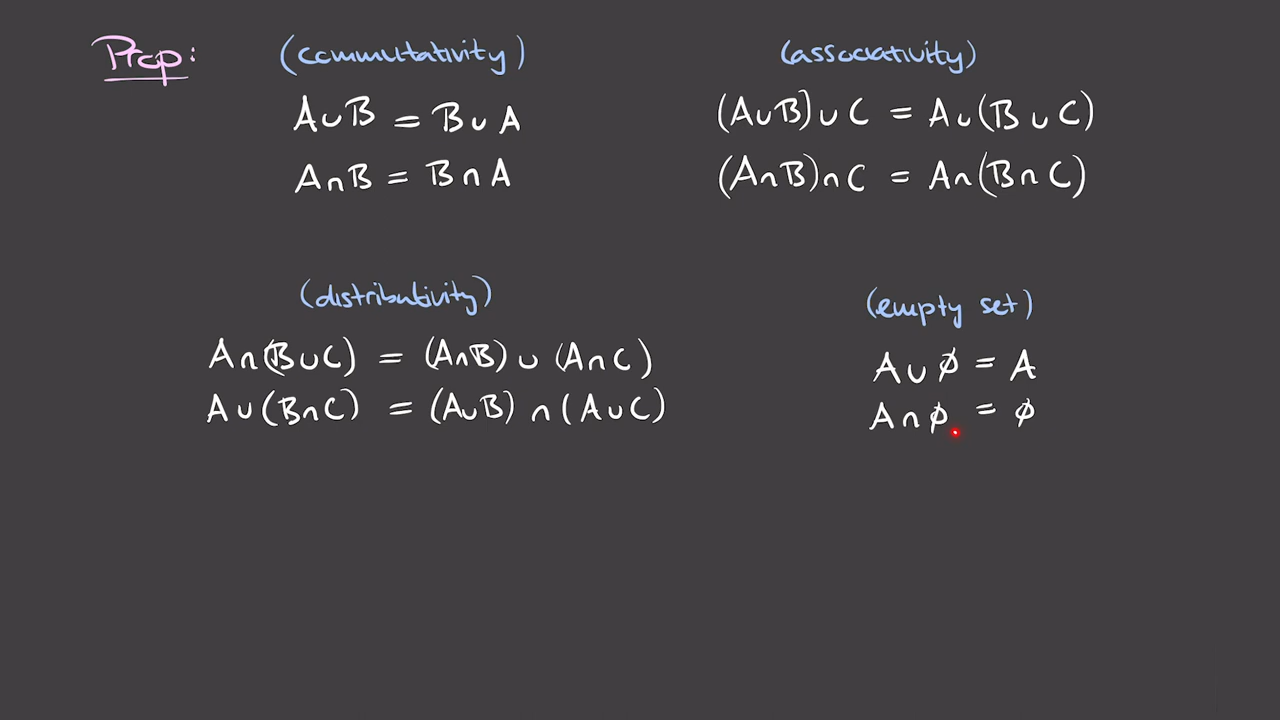 Prop:
(commutativity)
A∪B = B∪A
A∩B = B∩A
(associativity)
(A∪B)∪C = A∪(B∪C)
(A∩B)∩C = A∩(B∩C)
(distributivity)
A∩(B∪C) = (A∩B)∪(A∩C)
A∪(B∩C) = (A∪B)∩(A∪C)
(empty set)
A∪∅ = A
A∩∅ = ∅